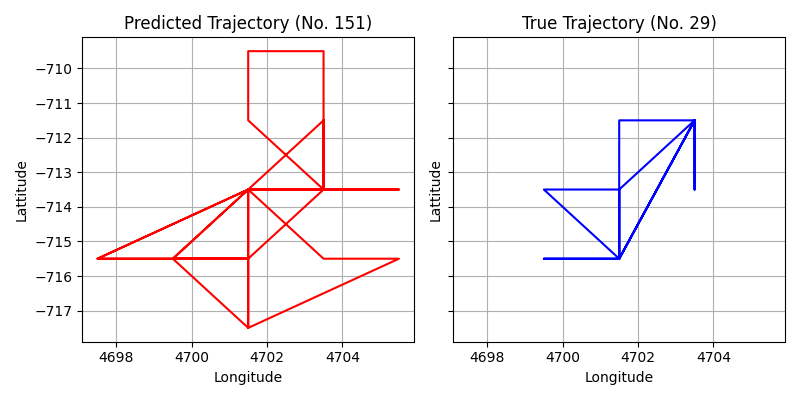 Predicted Trajectory (No. 151)
True Trajectory (No. 29)
Lattitude
−710
−711
−712
−713
−714
−715
−716
−717
4698
4700
4702
4704
Longitude
Lattitude
4698
4700
4702
4704
Longitude